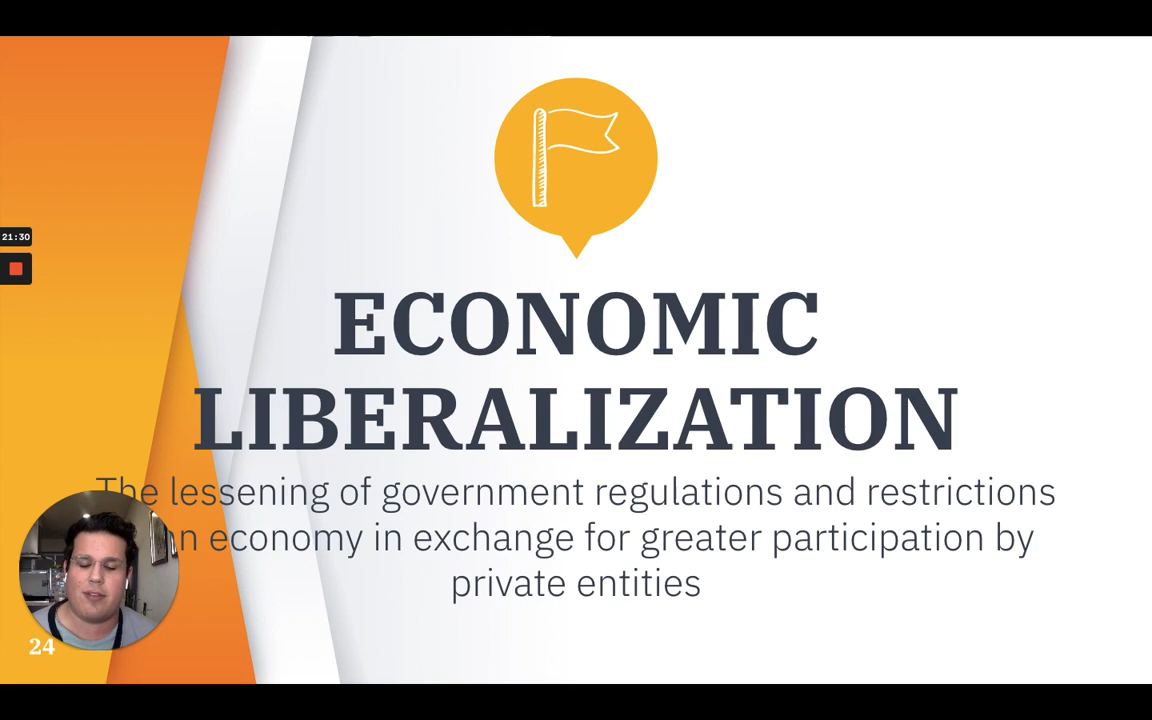 21:30
ECONOMIC
LIBERALIZATION
The lessening of government regulations and restrictions
economy in exchange for greater participation by
private entities
24